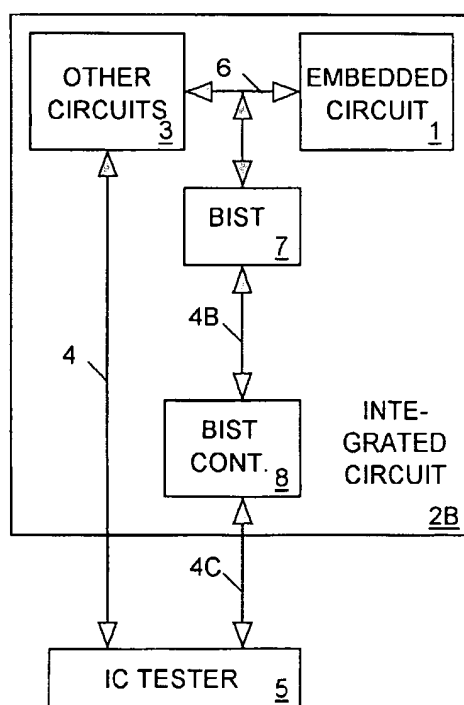 OTHER
CIRCUITS
3
6
EMBEDDED
CIRCUIT
1
BIST
7
4
4B
BIST
CONT.
8
INTE-
GRATED
CIRCUIT
2B
4C
IC TESTER
5